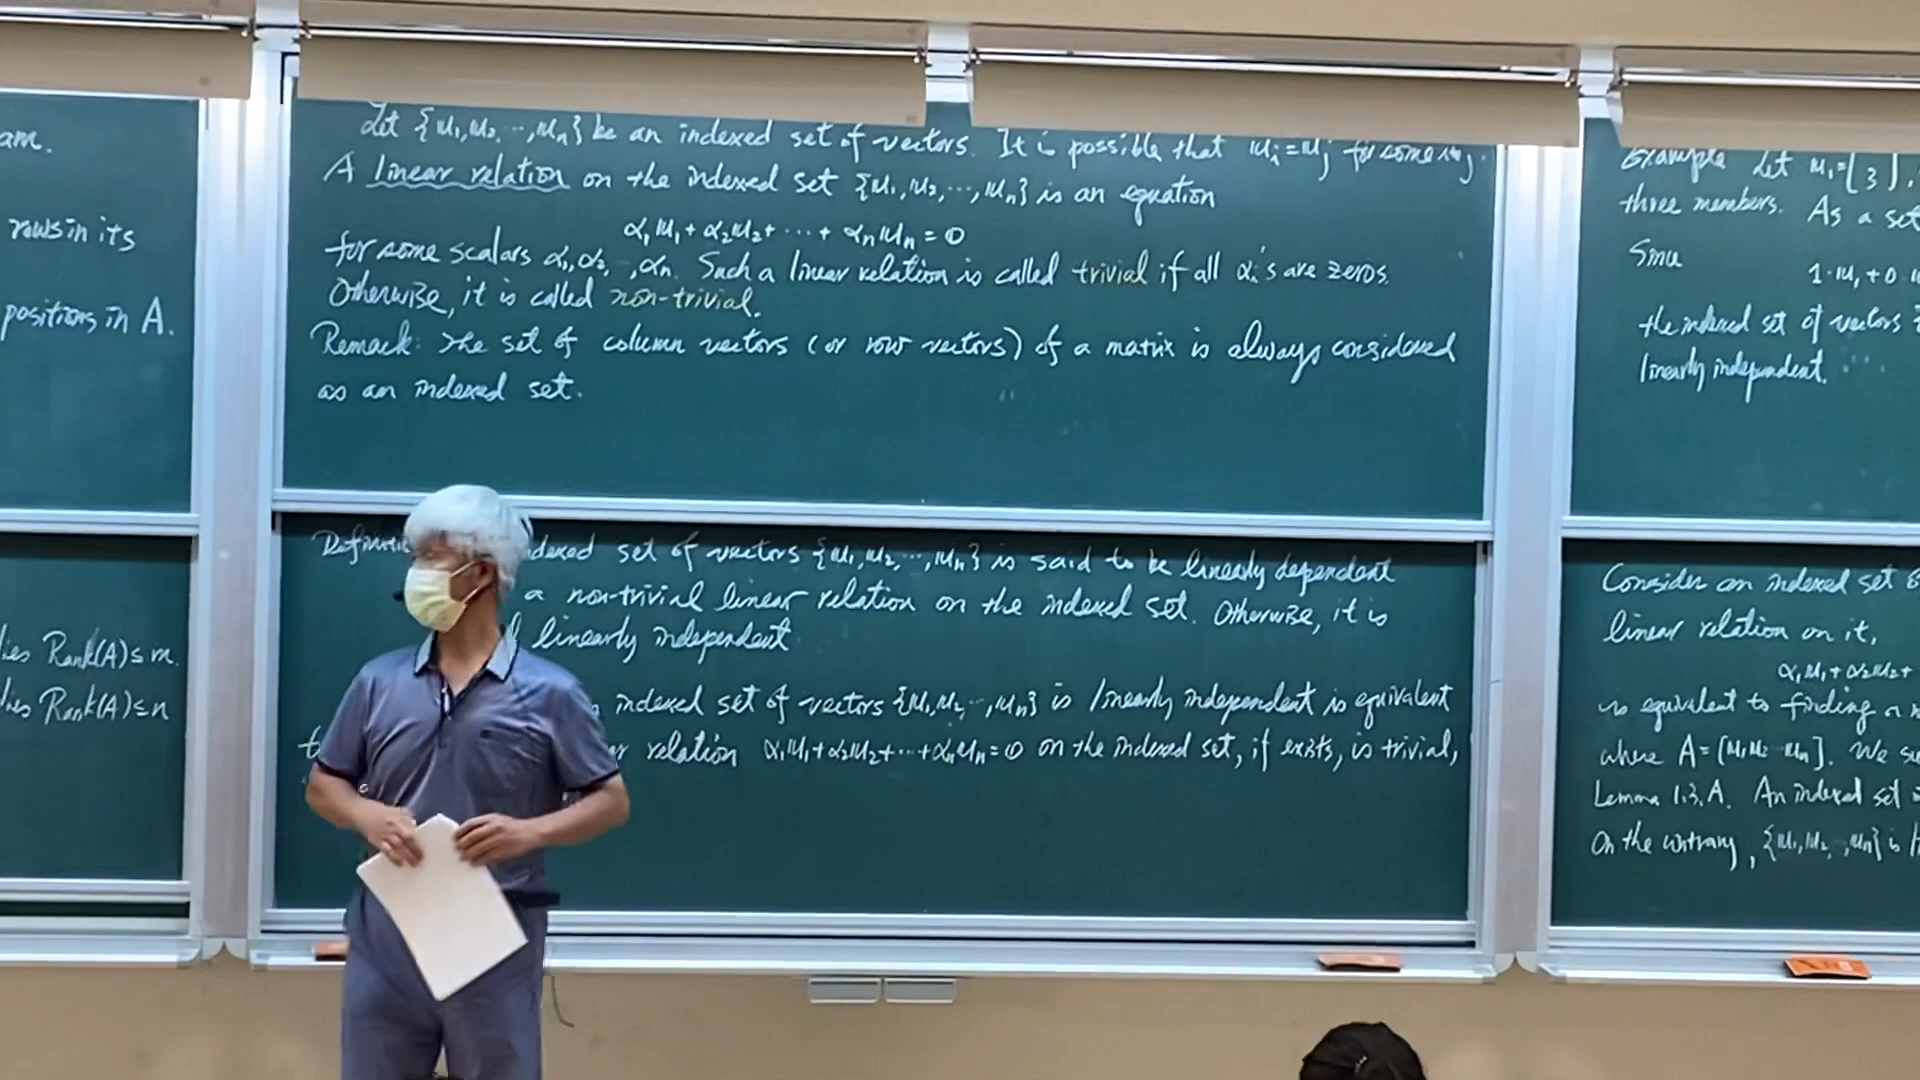 am.
rows in its
positions in A.
lies Rank(A) ≤ m.
lies Rank(A) ≤ n
Let {u₁, u₂, ⋯, uₙ} be an indexed set of vectors. It is possible that uᵢ = uⱼ for some i≠j.
A linear relation on the indexed set {u₁, u₂, ⋯, uₙ} is an equation
α₁u₁ + α₂u₂ + ⋯ + αₙuₙ = 0
for some scalars α₁, α₂, , αₙ. Such a linear relation is called trivial if all αᵢ's are zeros.
Otherwise, it is called non-trivial.
Remark: The set of column vectors (or row vectors) of a matrix is always considered
as an indexed set.
dexed set of vectors {u₁, u₂, ⋯, uₙ} is said to be linearly dependent
a non-trivial linear relation on the indexed set. Otherwise, it is
linearly independent
indexed set of vectors {u₁, u₂, ⋯, uₙ} is linearly independent is equivalent
relation α₁u₁ + α₂u₂ + ⋯ + αₙuₙ = 0 on the indexed set, if exists, is trivial,
Example Let u₁ = [ 3 ],
three members. As a set
Since
1·u₁ + 0
the indexed set of vectors
linearly independent.
Consider an indexed set
linear relation on it,
α₁u₁ + α₂u₂ +
is equivalent to finding a
where A = [u₁ u₂ uₙ]. We
Lemma 1.3.A. An indexed set
On the contrary, {u₁, u₂, , uₙ} is